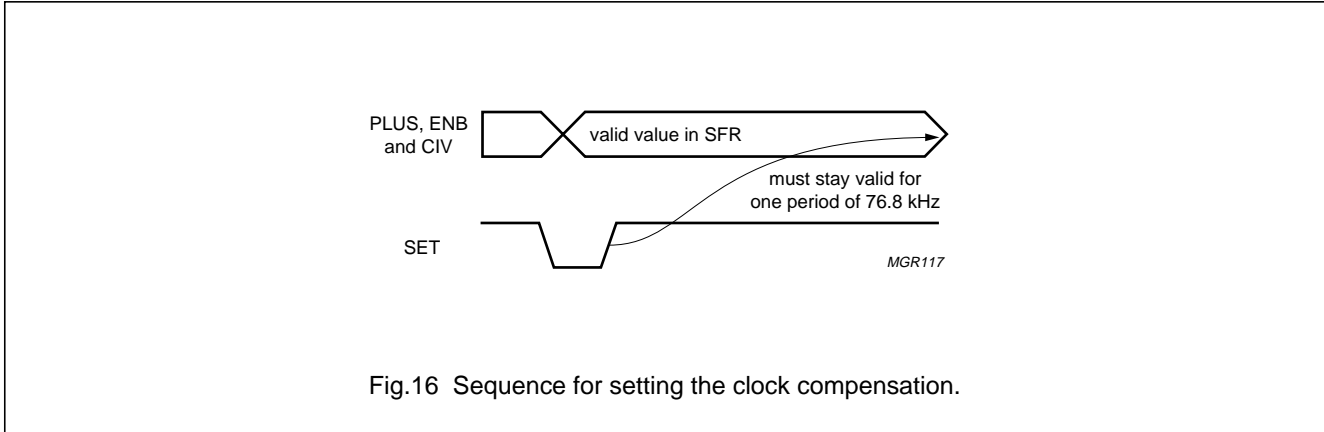 PLUS, ENB
and CIV
valid value in SFR
must stay valid for
one period of 76.8 kHz
SET
MGR117
Fig.16 Sequence for setting the clock compensation.